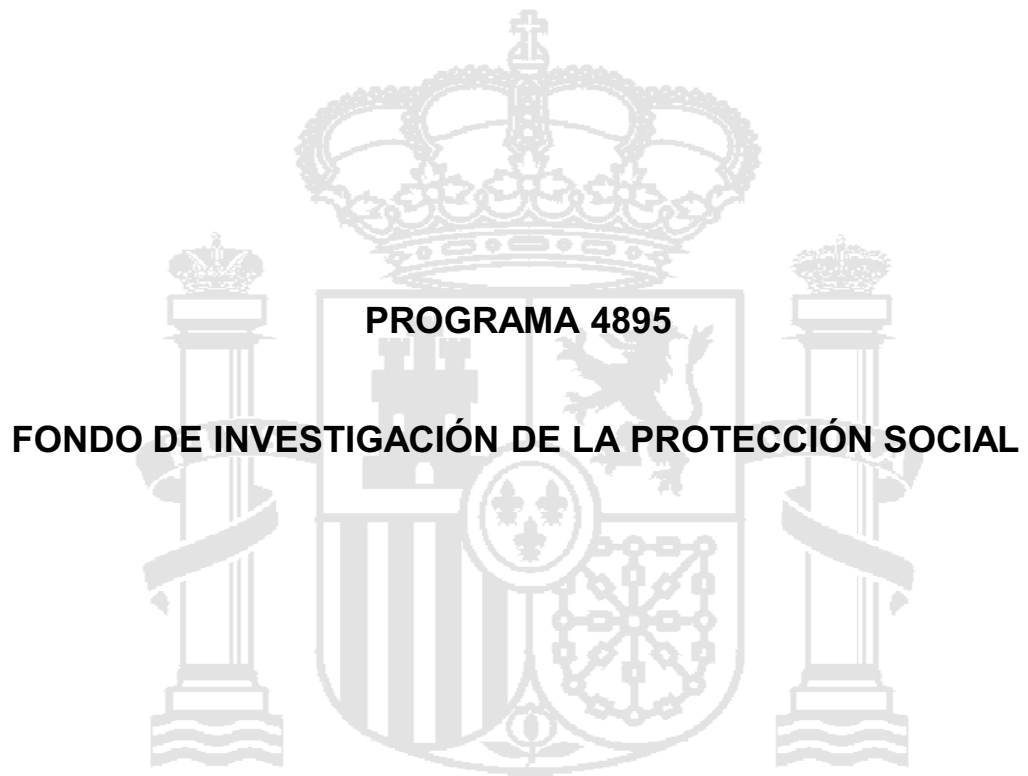 PROGRAMA 4895
FONDO DE INVESTIGACIÓN DE LA PROTECCIÓN SOCIAL